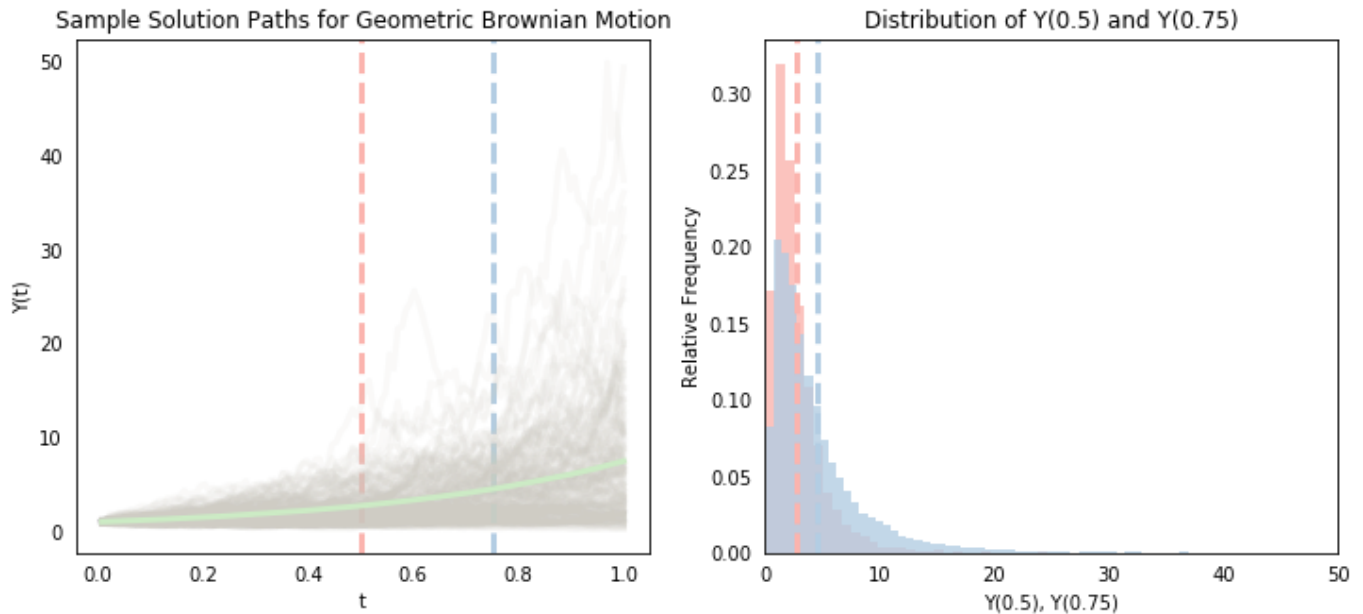 Sample Solution Paths for Geometric Brownian Motion
Y(t)
50
40
30
20
10
0
0.0 0.2 0.4 0.6 0.8 1.0
t
Distribution of Y(0.5) and Y(0.75)
Relative Frequency
0.30
0.25
0.20
0.15
0.10
0.05
0.00
0 10 20 30 40 50
Y(0.5), Y(0.75)